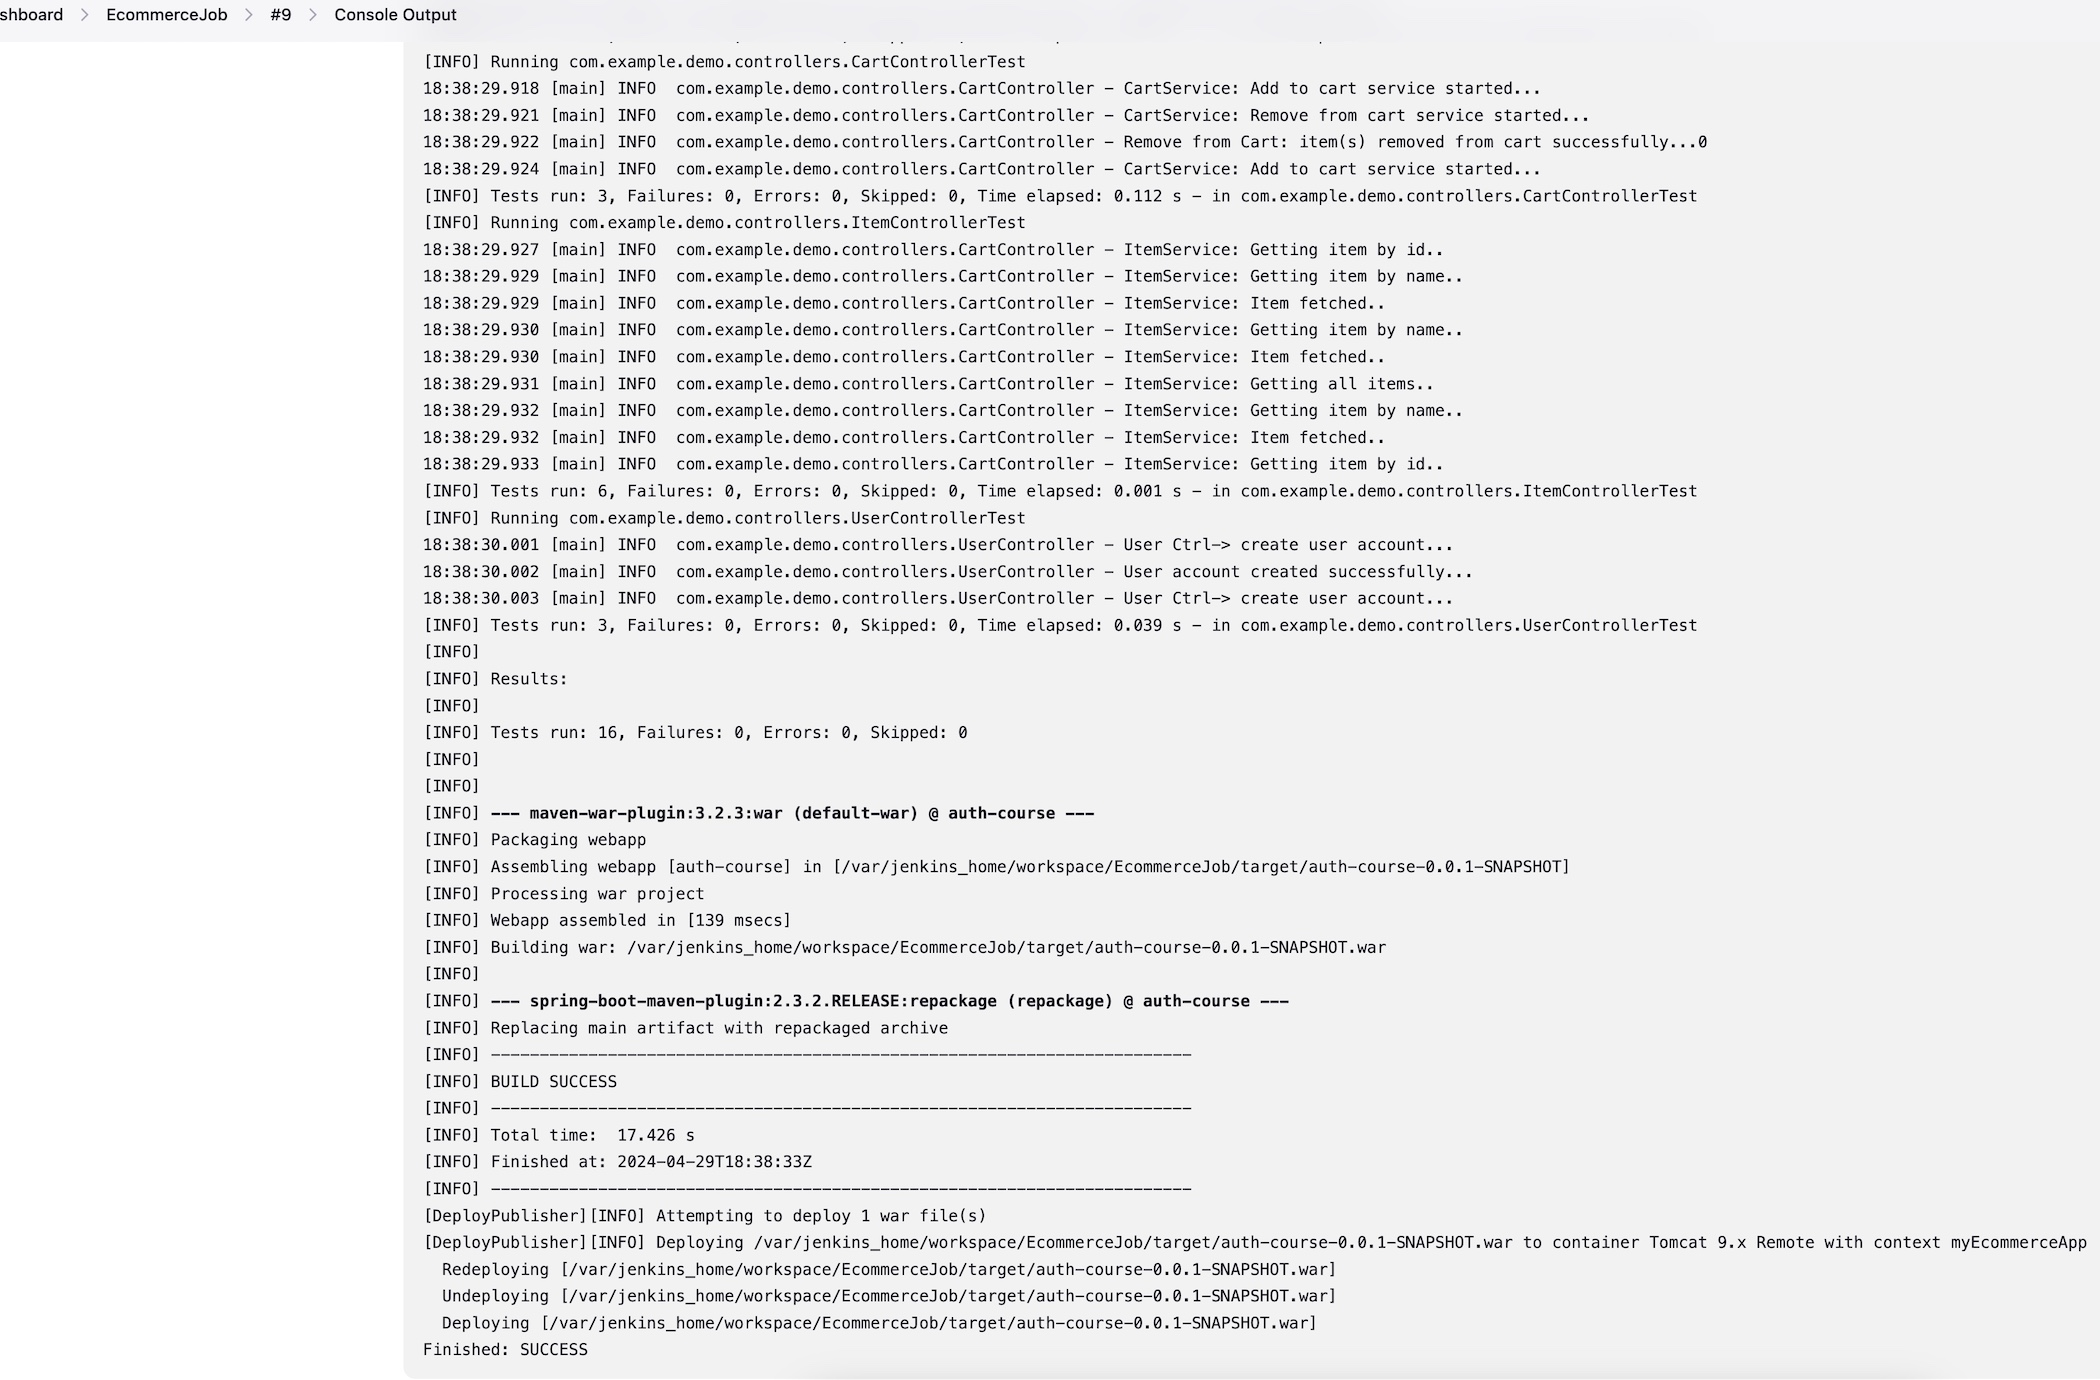 shboard > EcommerceJob > #9 > Console Output
[INFO] Running com.example.demo.controllers.CartControllerTest
18:38:29.918 [main] INFO  com.example.demo.controllers.CartController - CartService: Add to cart service started...
18:38:29.921 [main] INFO  com.example.demo.controllers.CartController - CartService: Remove from cart service started...
18:38:29.922 [main] INFO  com.example.demo.controllers.CartController - Remove from Cart: item(s) removed from cart successfully...0
18:38:29.924 [main] INFO  com.example.demo.controllers.CartController - CartService: Add to cart service started...
[INFO] Tests run: 3, Failures: 0, Errors: 0, Skipped: 0, Time elapsed: 0.112 s - in com.example.demo.controllers.CartControllerTest
[INFO] Running com.example.demo.controllers.ItemControllerTest
18:38:29.927 [main] INFO  com.example.demo.controllers.CartController - ItemService: Getting item by id..
18:38:29.929 [main] INFO  com.example.demo.controllers.CartController - ItemService: Getting item by name..
18:38:29.929 [main] INFO  com.example.demo.controllers.CartController - ItemService: Item fetched..
18:38:29.930 [main] INFO  com.example.demo.controllers.CartController - ItemService: Getting item by name..
18:38:29.930 [main] INFO  com.example.demo.controllers.CartController - ItemService: Item fetched..
18:38:29.931 [main] INFO  com.example.demo.controllers.CartController - ItemService: Getting all items..
18:38:29.932 [main] INFO  com.example.demo.controllers.CartController - ItemService: Getting item by name..
18:38:29.932 [main] INFO  com.example.demo.controllers.CartController - ItemService: Item fetched..
18:38:29.933 [main] INFO  com.example.demo.controllers.CartController - ItemService: Getting item by id..
[INFO] Tests run: 6, Failures: 0, Errors: 0, Skipped: 0, Time elapsed: 0.001 s - in com.example.demo.controllers.ItemControllerTest
[INFO] Running com.example.demo.controllers.UserControllerTest
18:38:30.001 [main] INFO  com.example.demo.controllers.UserController - User Ctrl-> create user account...
18:38:30.002 [main] INFO  com.example.demo.controllers.UserController - User account created successfully...
18:38:30.003 [main] INFO  com.example.demo.controllers.UserController - User Ctrl-> create user account...
[INFO] Tests run: 3, Failures: 0, Errors: 0, Skipped: 0, Time elapsed: 0.039 s - in com.example.demo.controllers.UserControllerTest
[INFO]
[INFO] Results:
[INFO]
[INFO] Tests run: 16, Failures: 0, Errors: 0, Skipped: 0
[INFO]
[INFO]
[INFO] --- maven-war-plugin:3.2.3:war (default-war) @ auth-course ---
[INFO] Packaging webapp
[INFO] Assembling webapp [auth-course] in [/var/jenkins_home/workspace/EcommerceJob/target/auth-course-0.0.1-SNAPSHOT]
[INFO] Processing war project
[INFO] Webapp assembled in [139 msecs]
[INFO] Building war: /var/jenkins_home/workspace/EcommerceJob/target/auth-course-0.0.1-SNAPSHOT.war
[INFO]
[INFO] --- spring-boot-maven-plugin:2.3.2.RELEASE:repackage (repackage) @ auth-course ---
[INFO] Replacing main artifact with repackaged archive
[INFO] ------------------------------------------------------------------------
[INFO] BUILD SUCCESS
[INFO] ------------------------------------------------------------------------
[INFO] Total time:  17.426 s
[INFO] Finished at: 2024-04-29T18:38:33Z
[INFO] ------------------------------------------------------------------------
[DeployPublisher][INFO] Attempting to deploy 1 war file(s)
[DeployPublisher][INFO] Deploying /var/jenkins_home/workspace/EcommerceJob/target/auth-course-0.0.1-SNAPSHOT.war to container Tomcat 9.x Remote with context myEcommerceApp
  Redeploying [/var/jenkins_home/workspace/EcommerceJob/target/auth-course-0.0.1-SNAPSHOT.war]
  Undeploying [/var/jenkins_home/workspace/EcommerceJob/target/auth-course-0.0.1-SNAPSHOT.war]
  Deploying [/var/jenkins_home/workspace/EcommerceJob/target/auth-course-0.0.1-SNAPSHOT.war]
Finished: SUCCESS